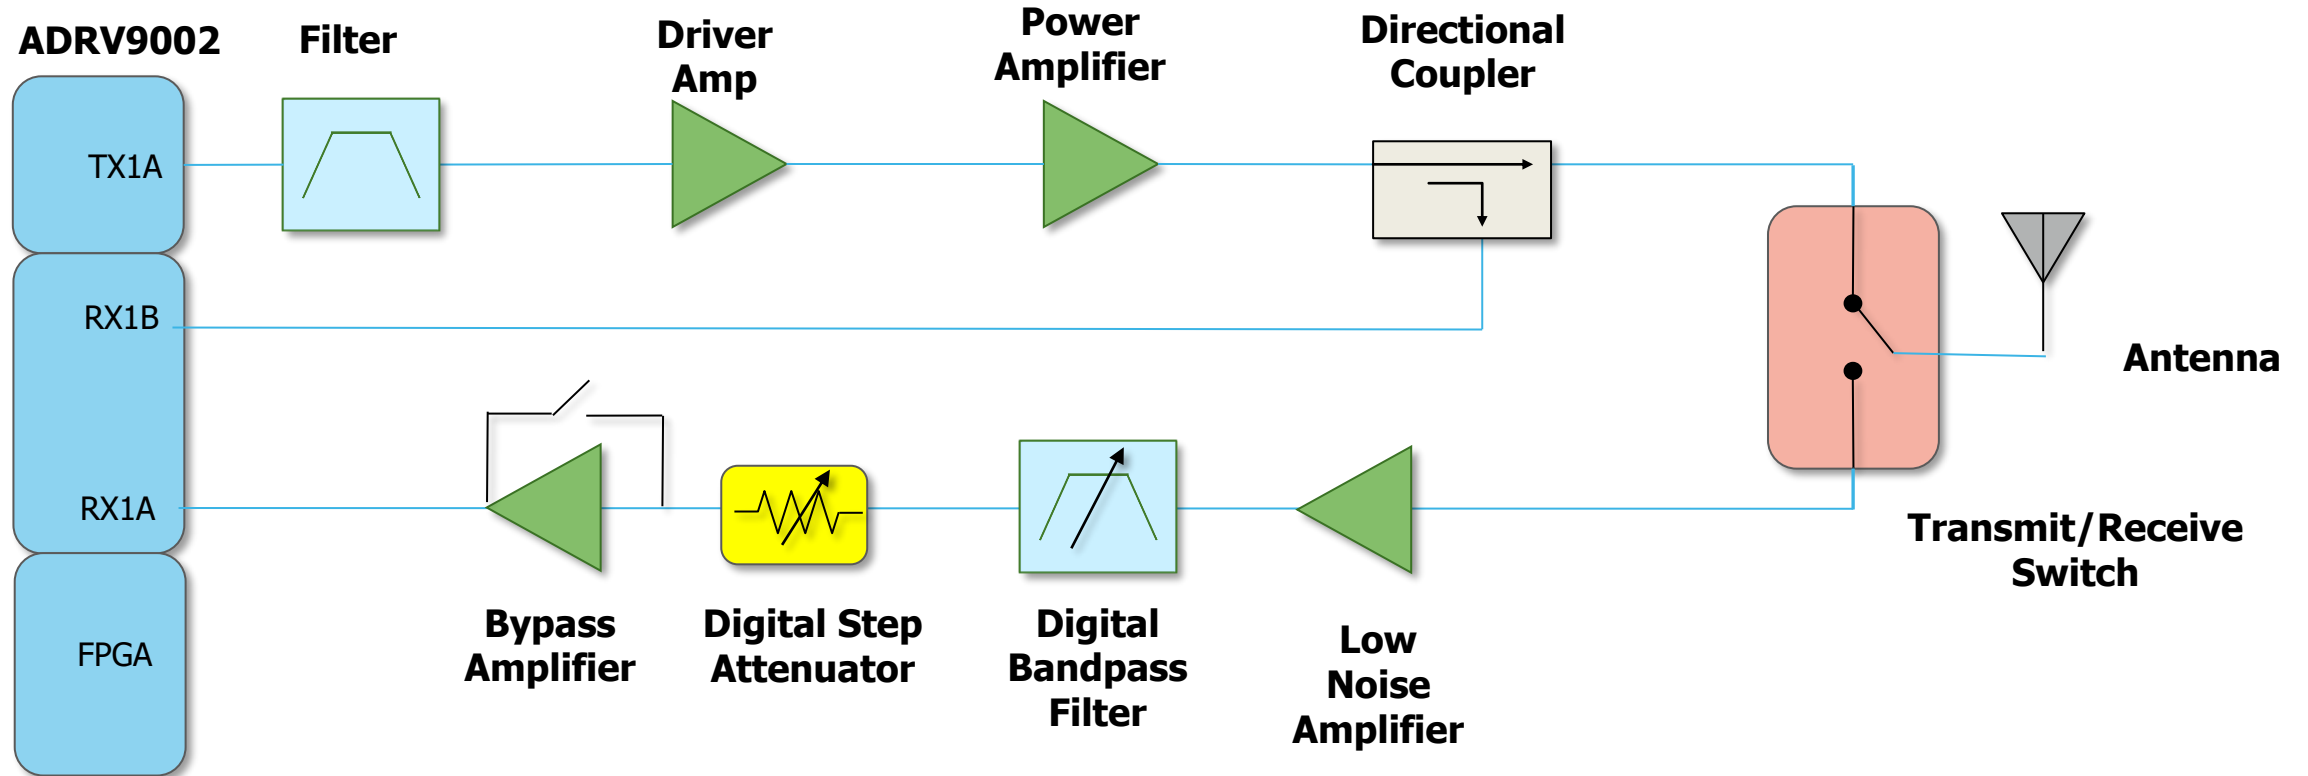 ADRV9002
Filter
Driver
Amp
Power
Amplifier
Directional
Coupler
TX1A
RX1B
RX1A
FPGA
Antenna
Transmit/Receive
Switch
Bypass
Amplifier
Digital Step
Attenuator
Digital
Bandpass
Filter
Low
Noise
Amplifier